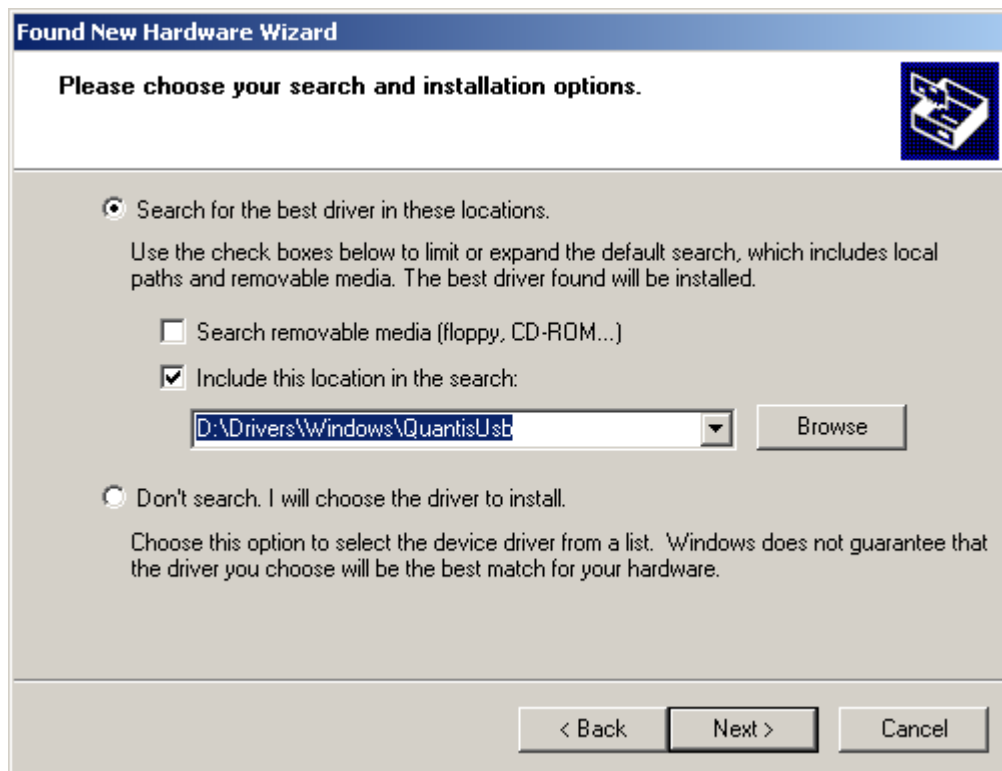 Found New Hardware Wizard
Please choose your search and installation options.
Search for the best driver in these locations.
Use the check boxes below to limit or expand the default search, which includes local
paths and removable media. The best driver found will be installed.
Search removable media (floppy, CD-ROM...)
Include this location in the search:
D:\Drivers\Windows\QuantisUsb
Browse
Don't search. I will choose the driver to install.
Choose this option to select the device driver from a list.  Windows does not guarantee that
the driver you choose will be the best match for your hardware.
< Back
Next >
Cancel